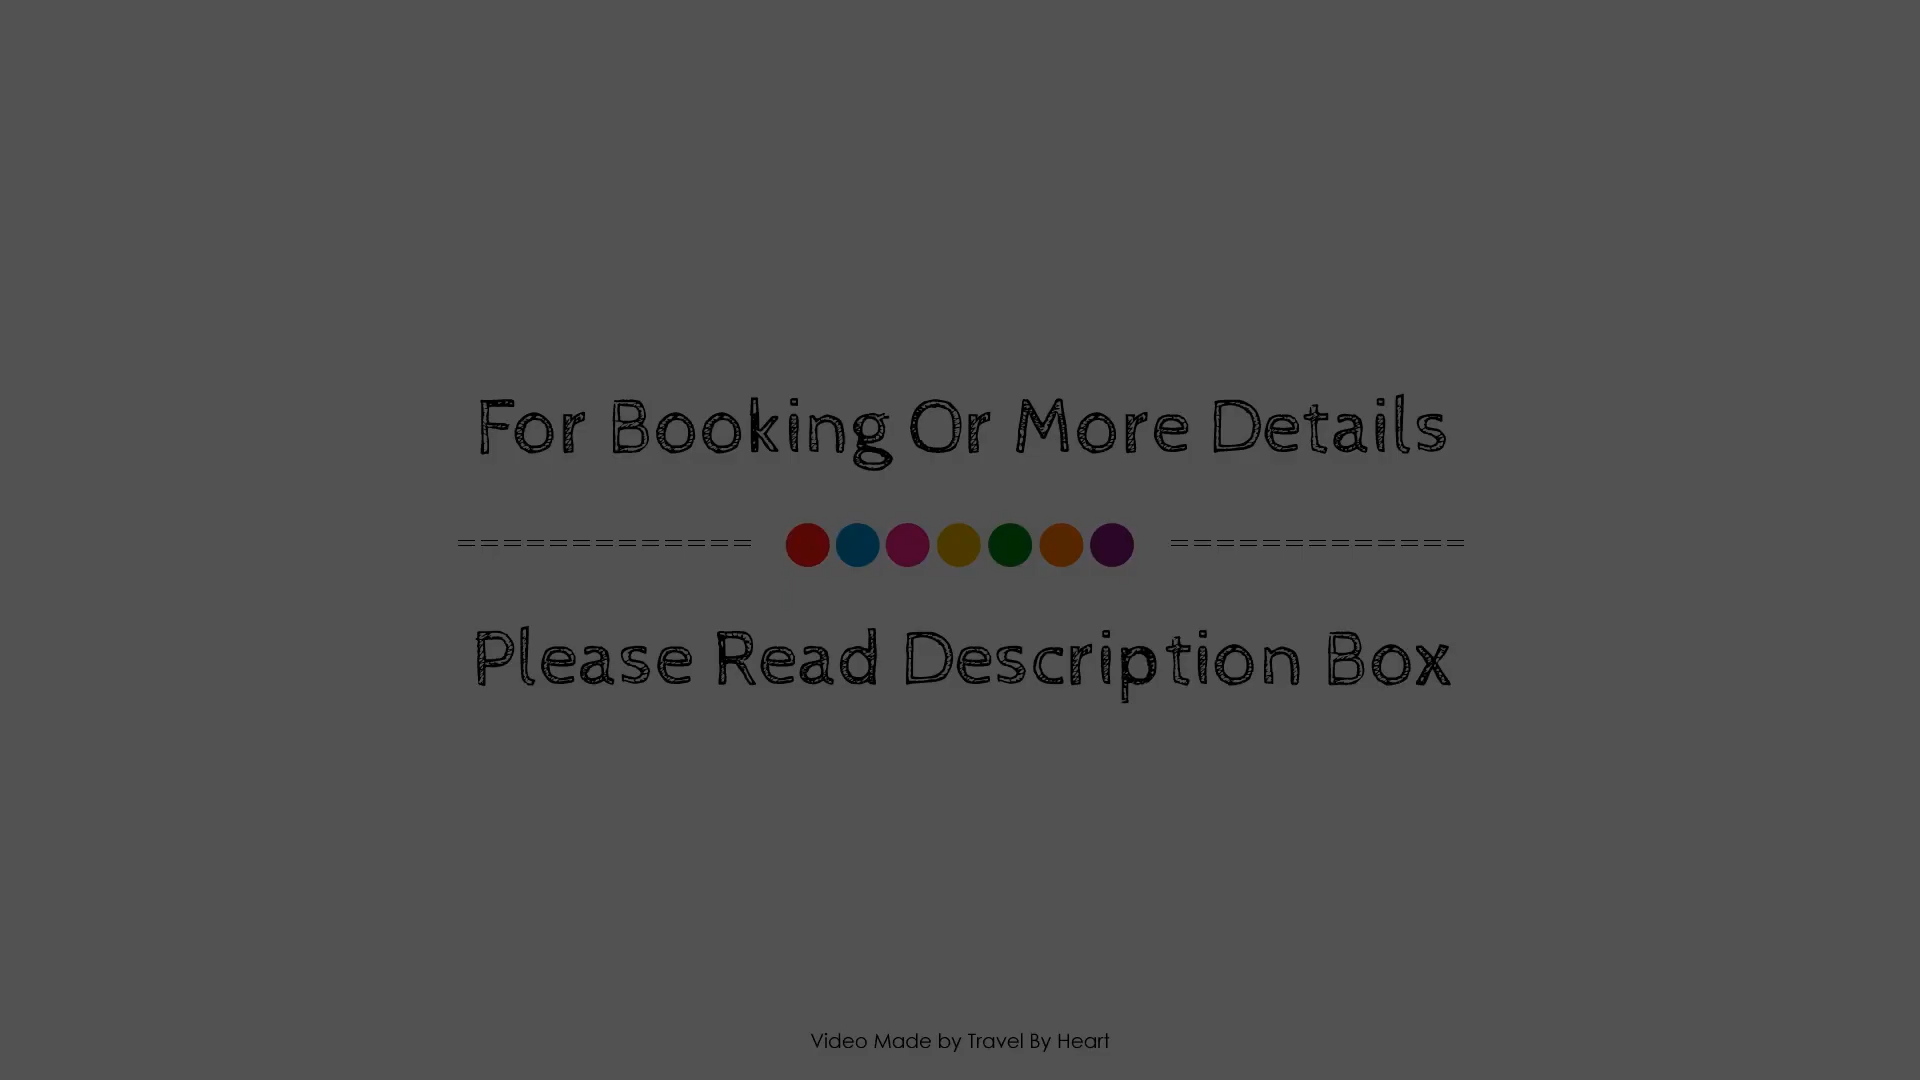 For Booking Or More Details
============= =============
Please Read Description Box
Video Made by Travel By Heart